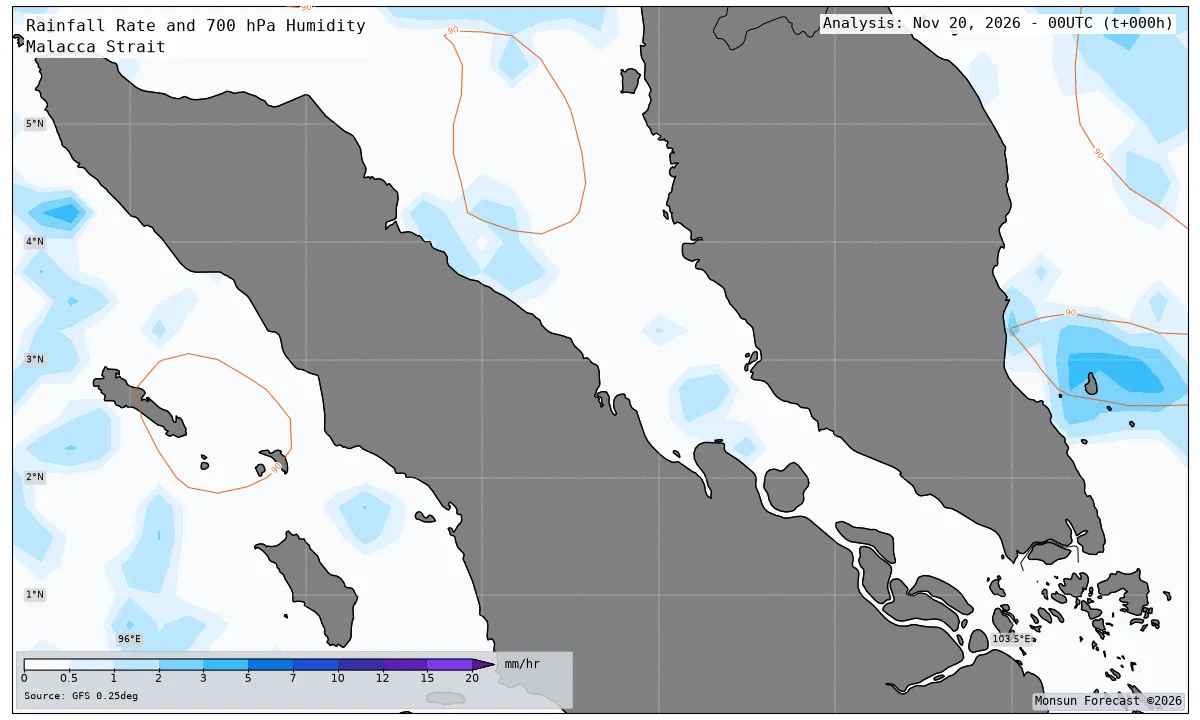 Rainfall Rate and 700 hPa Humidity
Malacca Strait
Analysis: Nov 20, 2026 - 00UTC (t+000h)
90
90
90
90
90
5°N
4°N
3°N
2°N
1°N
96°E
103.5°E
mm/hr
0 0.5 1 2 3 5 7 10 12 15 20
Source: GFS 0.25deg
Monsun Forecast ©2026